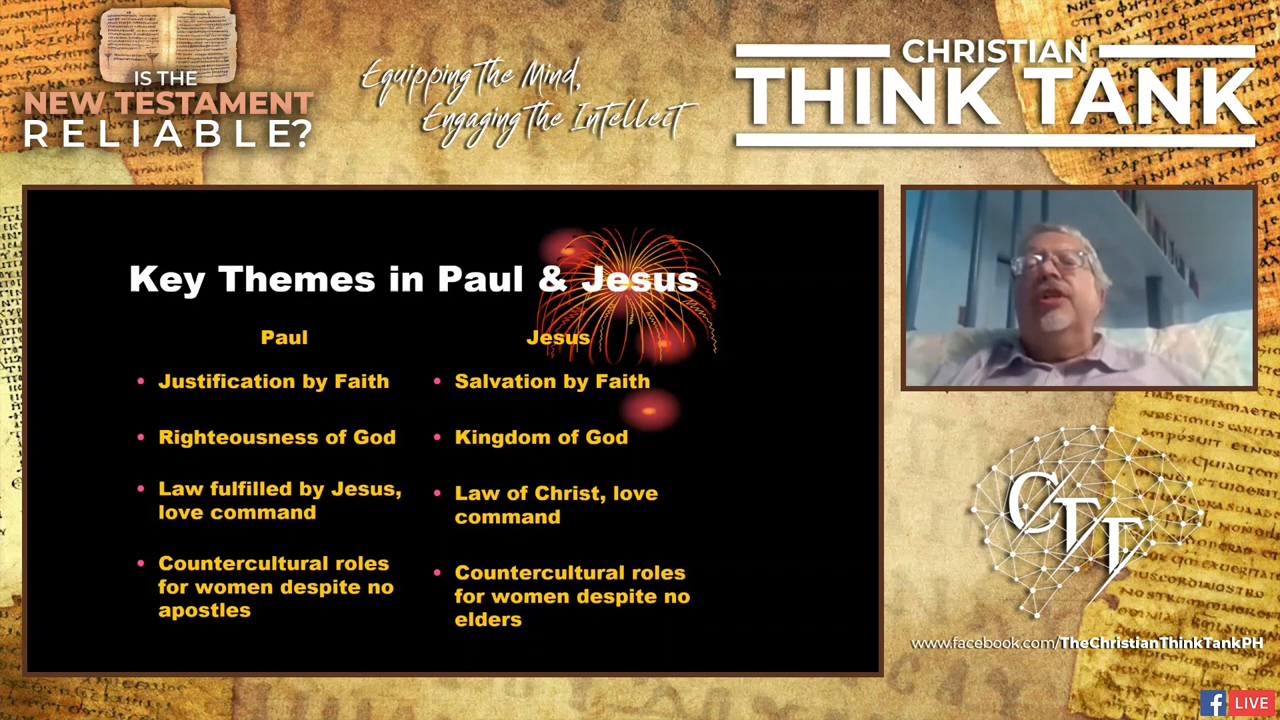 IS THE
NEW TESTAMENT
RELIABLE?
Equipping The Mind,
Engaging The Intellect
CHRISTIAN
THINK TANK
Key Themes in Paul & Jesus
Paul
• Justification by Faith
• Righteousness of God
• Law fulfilled by Jesus,
love command
• Countercultural roles
for women despite no
apostles
Jesus
• Salvation by Faith
• Kingdom of God
• Law of Christ, love
command
• Countercultural roles
for women despite no
elders
CTT
www.facebook.com/TheChristianThinkTankPH
f LIVE